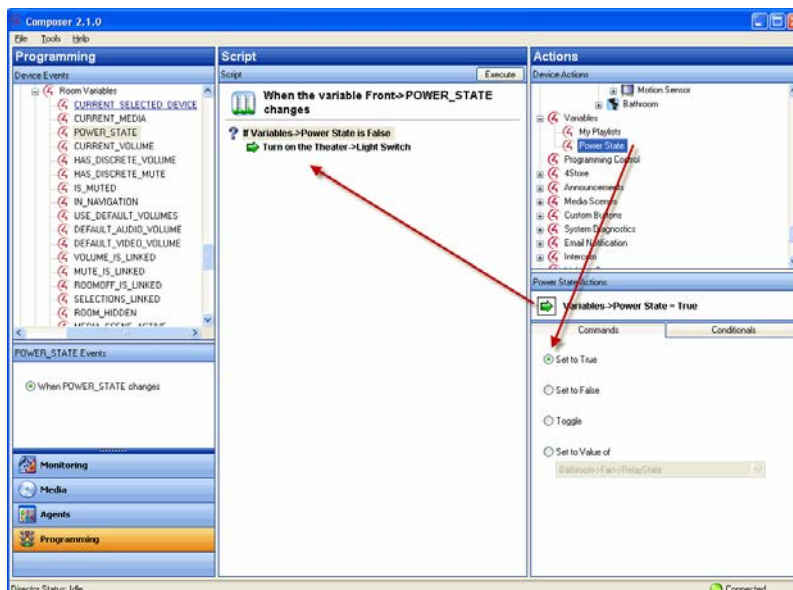 Composer 2.1.0
File Tools Help
Programming
Device Events
Room Variables
CURRENT_SELECTED_DEVICE
CURRENT_MEDIA
POWER_STATE
CURRENT_VOLUME
HAS_DISCRETE_VOLUME
HAS_DISCRETE_MUTE
IS_MUTED
IN_NAVIGATION
USE_DEFAULT_VOLUMES
DEFAULT_AUDIO_VOLUME
DEFAULT_VIDEO_VOLUME
VOLUME_IS_LINKED
MUTE_IS_LINKED
ROOMOFF_IS_LINKED
SELECTIONS_LINKED
ROOM_HIDDEN
MEDIA_SCENE_ACTIVE
POWER_STATE Events
When POWER_STATE changes
Monitoring
Media
Agents
Programming
Script
Script
Execute
When the variable Front->POWER_STATE
changes
? If Variables->Power State is False
Turn on the Theater->Light Switch
Actions
Device Actions
Motion Sensor
Bathroom
Variables
My Playlists
Power State
Programming Control
4Store
Announcements
Media Scenes
Custom Buttons
System Diagnostics
Email Notification
Intercom
Power State Actions
Variables->Power State = True
Commands
Conditionals
Set to True
Set to False
Toggle
Set to Value of
Bathroom->Fan->RelayState
Director Status: Idle
Connected